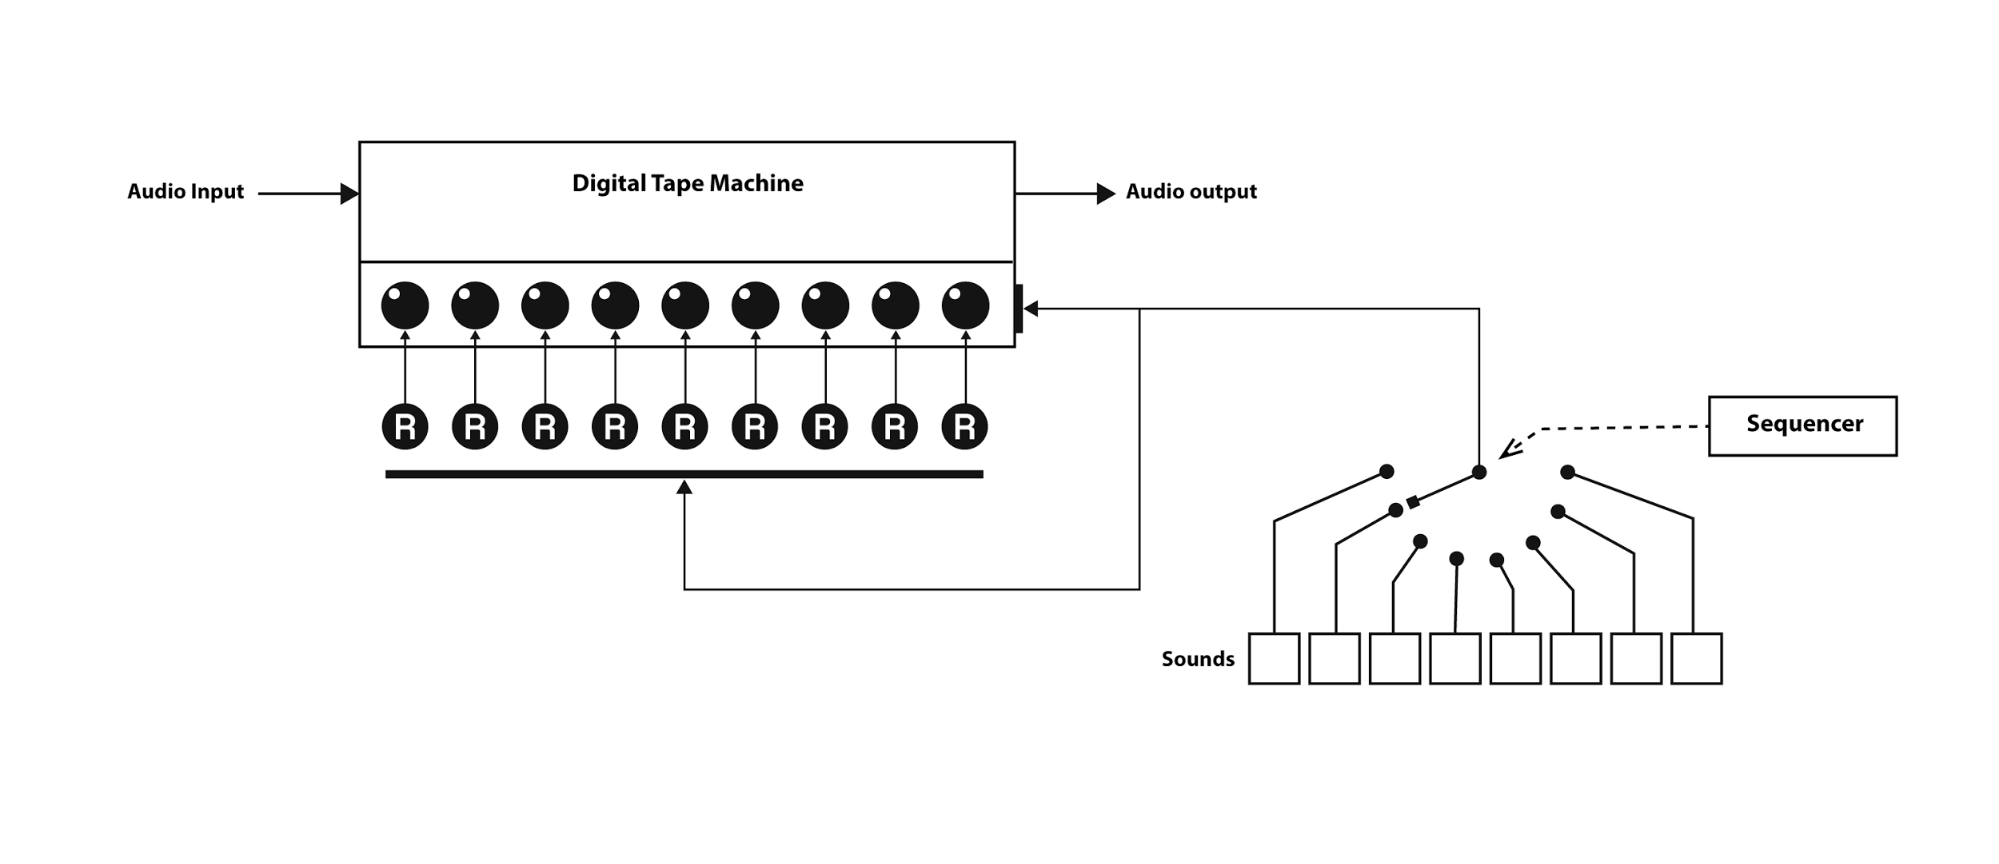 Digital Tape Machine
Audio Input
Audio output
R R R R R R R R R
Sequencer
Sounds